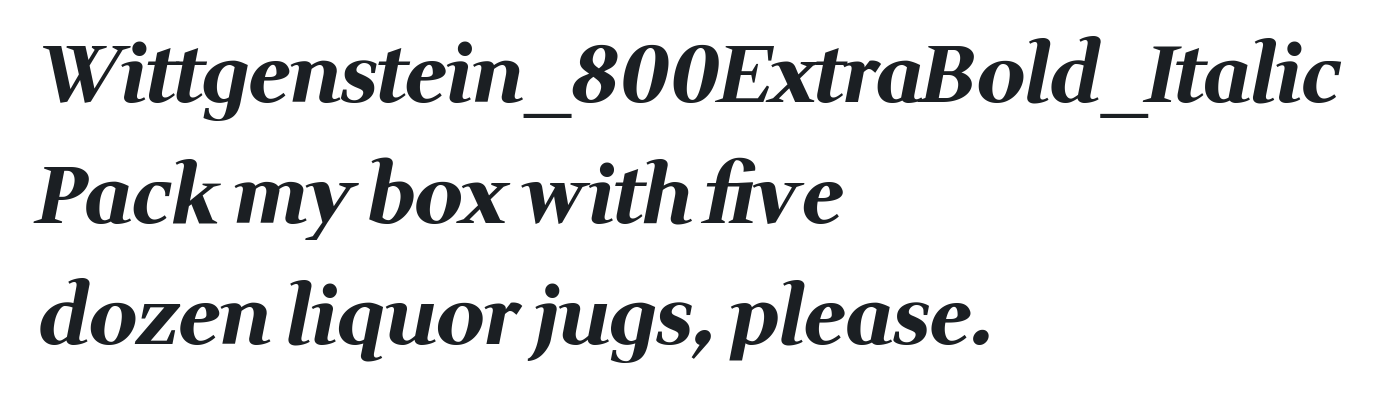 Wittgenstein_800ExtraBold_Italic
Pack my box with five
dozen liquor jugs, please.